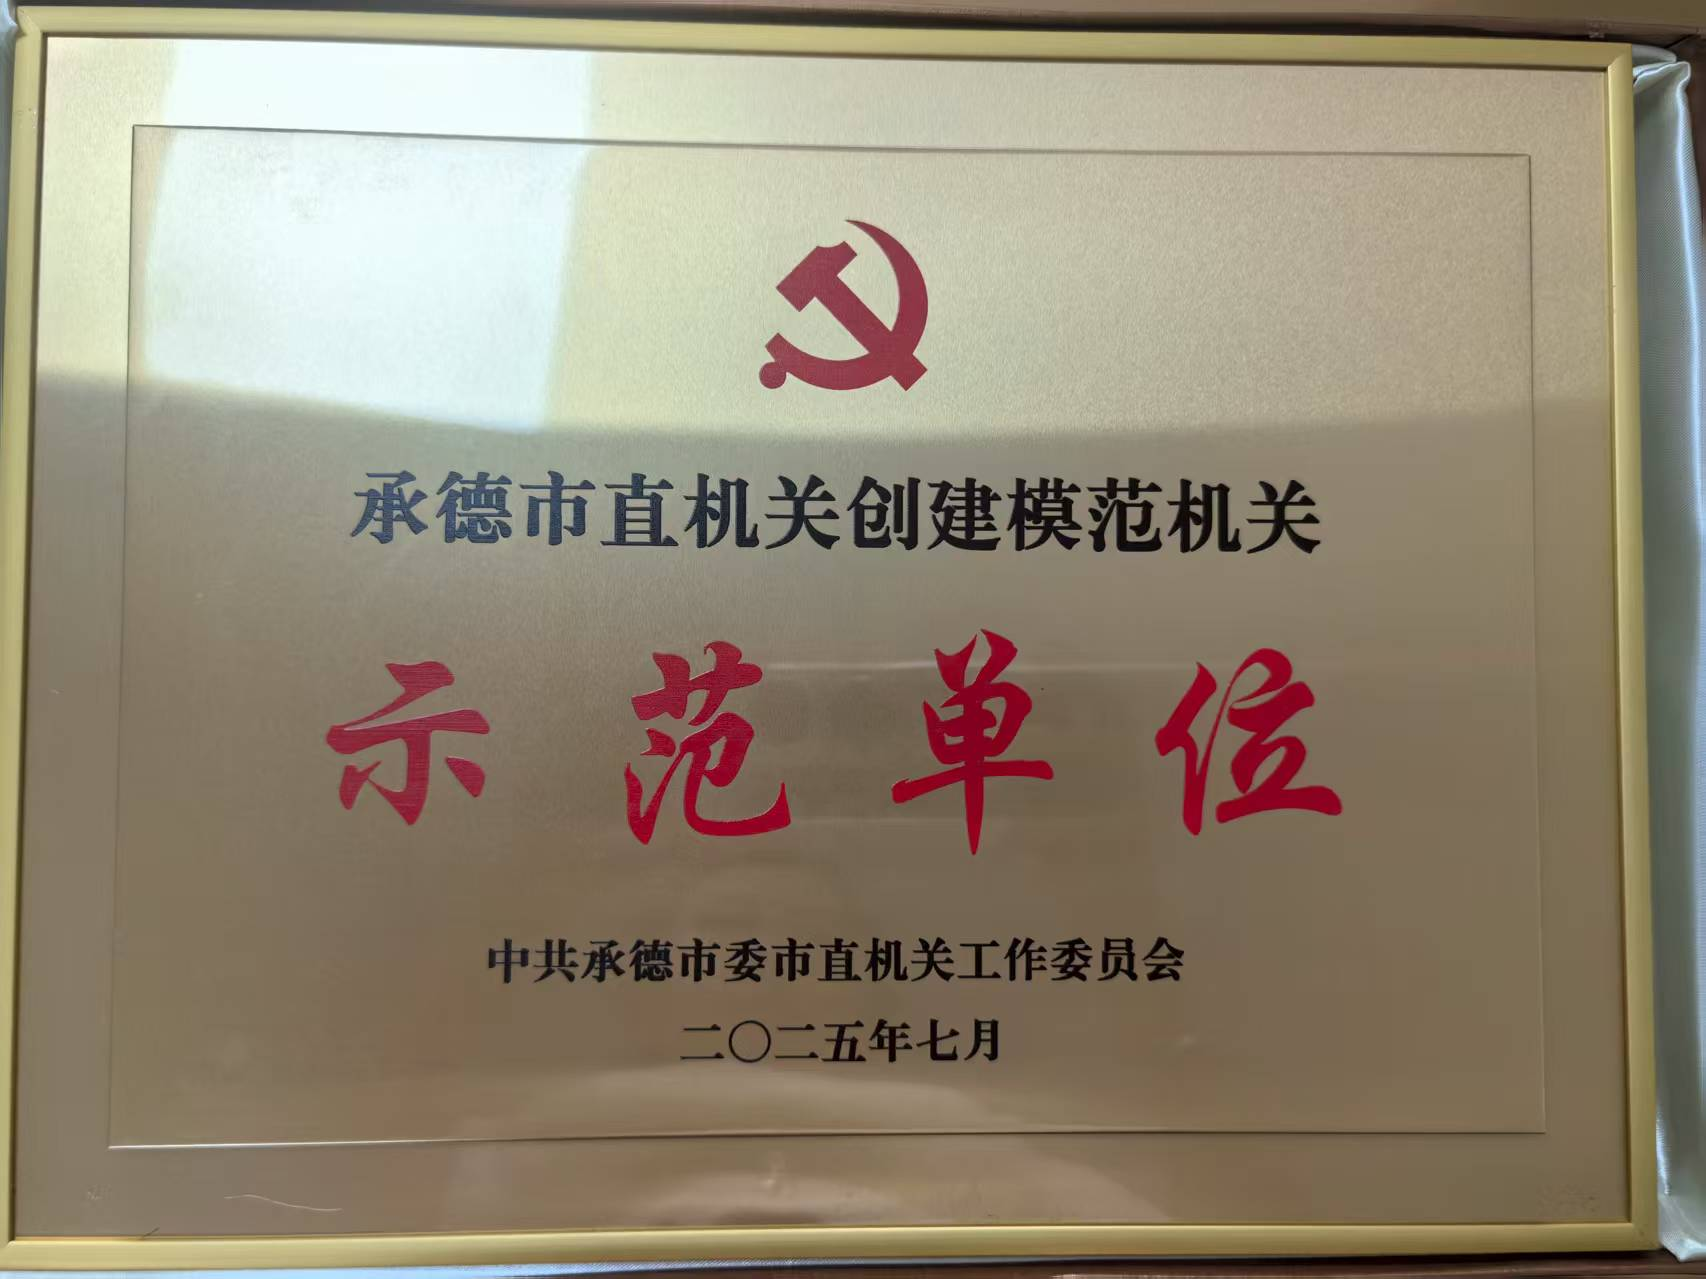 承德市直机关创建模范机关
示范单位
中共承德市委市直机关工作委员会
二〇二五年七月